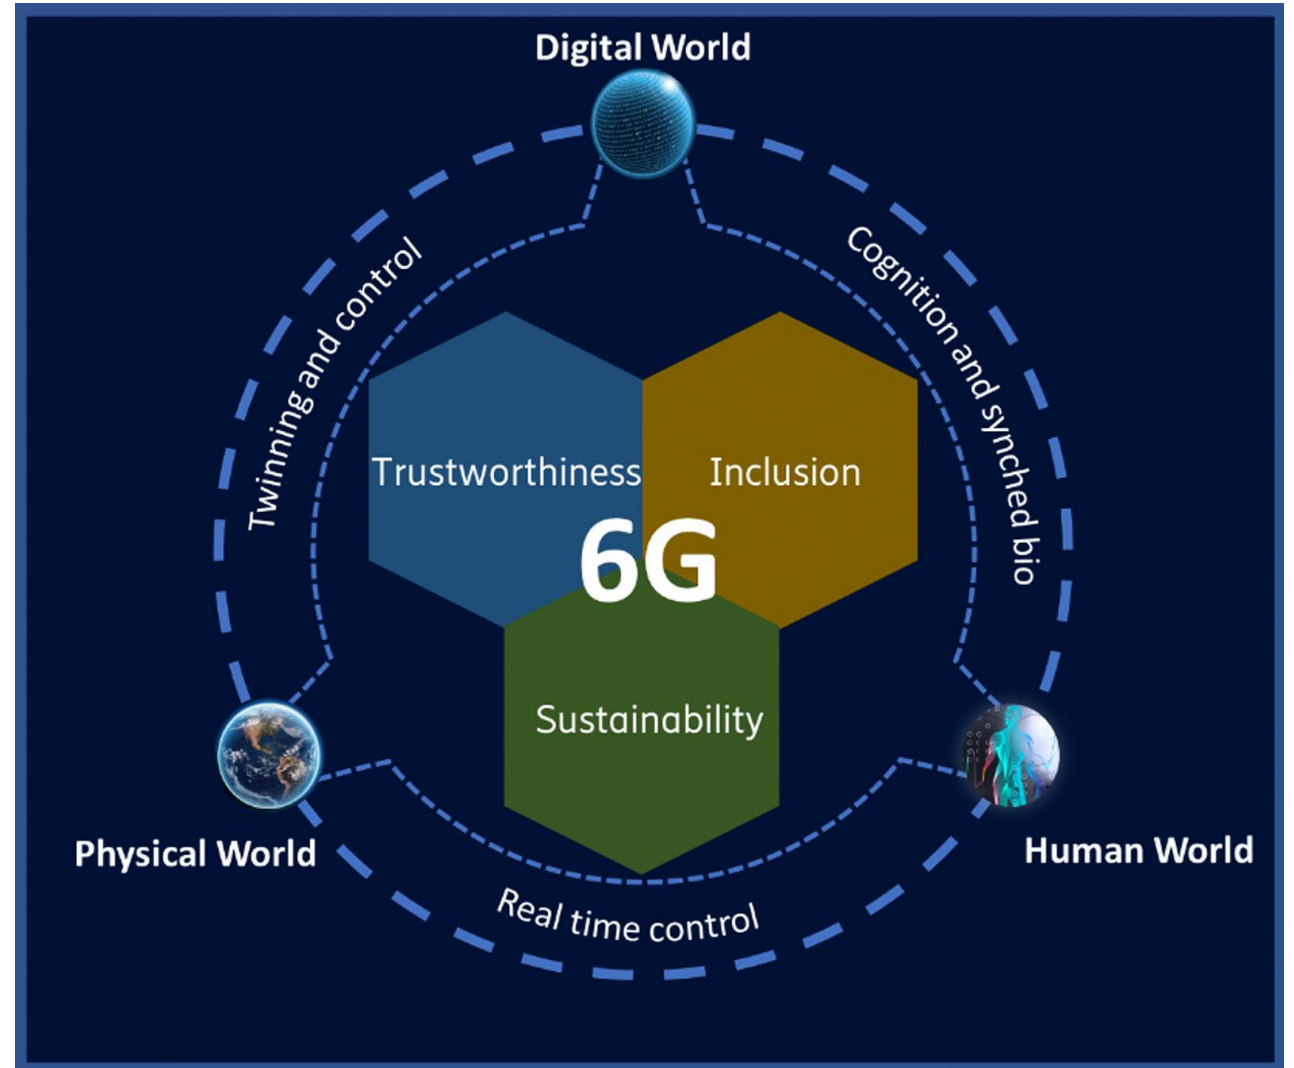 Digital World
Twinning and control
Cognition and synched bio
Trustworthiness
Inclusion
6G
Sustainability
Physical World
Human World
Real time control